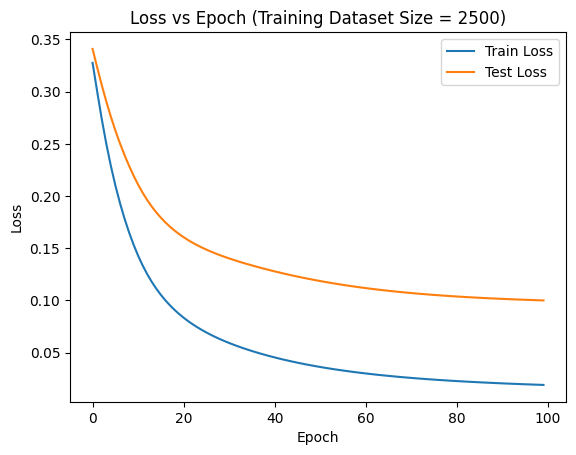 Loss vs Epoch (Training Dataset Size = 2500)
Train Loss
Test Loss
Loss
0.35
0.30
0.25
0.20
0.15
0.10
0.05
0 20 40 60 80 100
Epoch